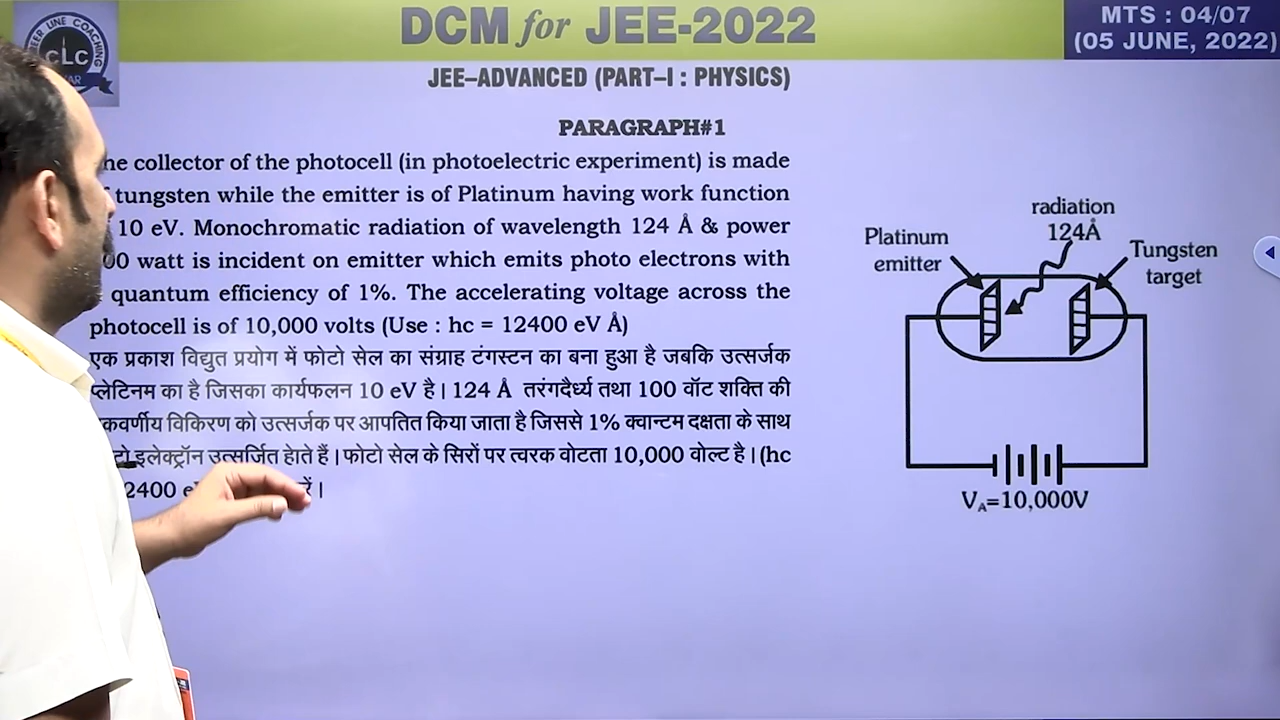 DCM for JEE-2022
MTS : 04/07
(05 JUNE, 2022)
LINE COACHING
CLC
JEE–ADVANCED (PART–I : PHYSICS)
PARAGRAPH#1
he collector of the photocell (in photoelectric experiment) is made
tungsten while the emitter is of Platinum having work function
10 eV. Monochromatic radiation of wavelength 124 Å & power
00 watt is incident on emitter which emits photo electrons with
quantum efficiency of 1%. The accelerating voltage across the
photocell is of 10,000 volts (Use : hc = 12400 eV Å)
एक प्रकाश विद्युत प्रयोग में फोटो सेल का संग्राह टंगस्टन का बना हुआ है जबकि उत्सर्जक
प्लेटिनम का है जिसका कार्यफलन 10 eV है। 124 Å तरंगदैर्ध्य तथा 100 वॉट शक्ति की
कवर्णीय विकिरण को उत्सर्जक पर आपतित किया जाता है जिससे 1% क्वान्टम दक्षता के साथ
टो इलेक्ट्रॉन उत्सर्जित होते हैं। फोटो सेल के सिरों पर त्वरक वोटता 10,000 वोल्ट है। (hc
2400 e रें।
radiation
124Å
Platinum
emitter
Tungsten
target
V_A=10,000V